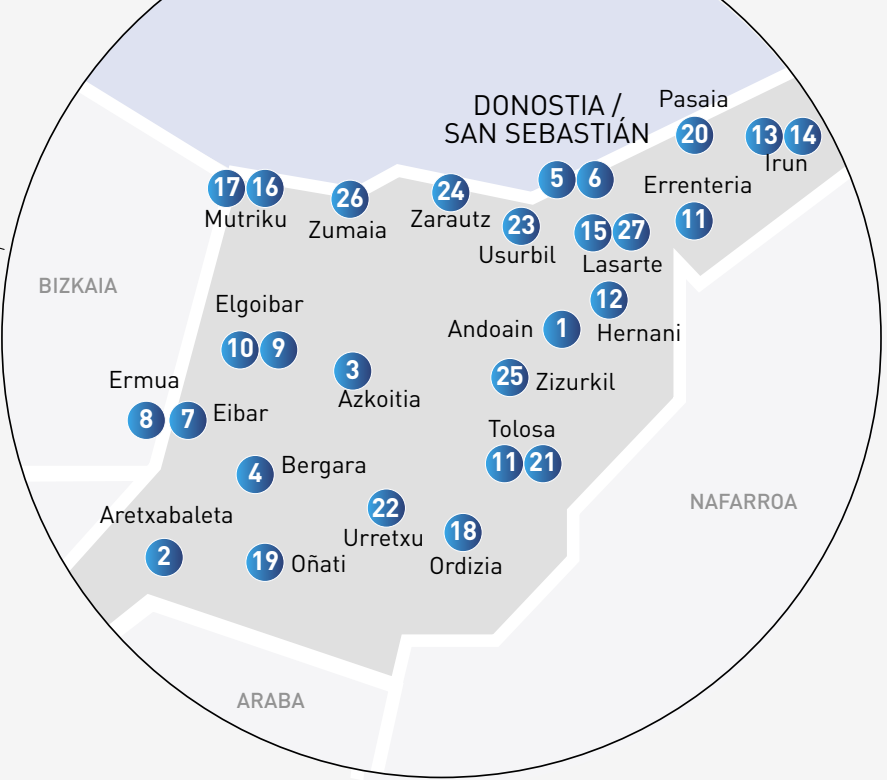 DONOSTIA /
SAN SEBASTIÁN
Pasaia
20
13 14
Irun
Errenteria
11
17 16
Mutriku
26
Zumaia
24
Zarautz
5 6
23
Usurbil
15 27
Lasarte
BIZKAIA
12
Hernani
Elgoibar
10 9
Andoain 1
3
Azkoitia
25 Zizurkil
Ermua
8 7 Eibar
Tolosa
11 21
4 Bergara
NAFARROA
22
Urretxu
Aretxabaleta
2
18
Ordizia
19 Oñati
ARABA